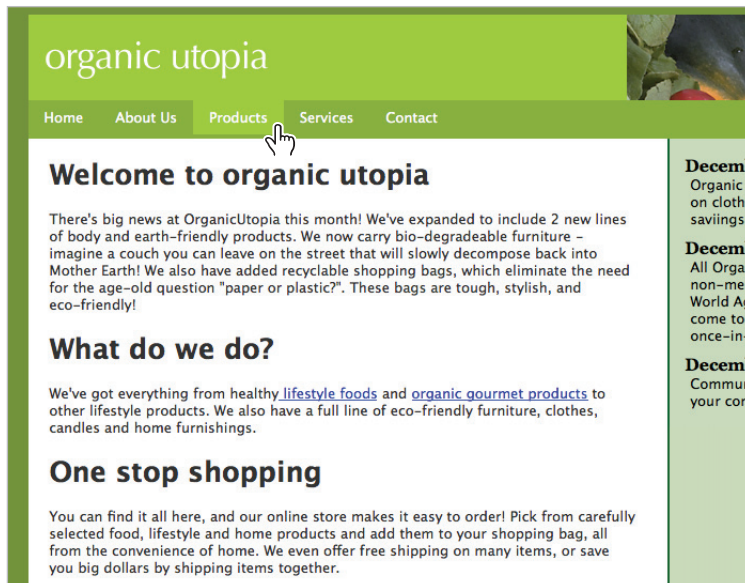 organic utopia
Home About Us Products Services Contact
Welcome to organic utopia
There's big news at OrganicUtopia this month! We've expanded to include 2 new lines
of body and earth-friendly products. We now carry bio-degradeable furniture -
imagine a couch you can leave on the street that will slowly decompose back into
Mother Earth! We also have added recyclable shopping bags, which eliminate the need
for the age-old question "paper or plastic?". These bags are tough, stylish, and
eco-friendly!
What do we do?
We've got everything from healthy lifestyle foods and organic gourmet products to
other lifestyle products. We also have a full line of eco-friendly furniture, clothes,
candles and home furnishings.
One stop shopping
You can find it all here, and our online store makes it easy to order! Pick from carefully
selected food, lifestyle and home products and add them to your shopping bag, all
from the convenience of home. We even offer free shipping on many items, or save
you big dollars by shipping items together.
Decem
Organic
on cloth
saviings
Decem
All Orga
non-me
World A
come to
once-in-
Decem
Commu
your co